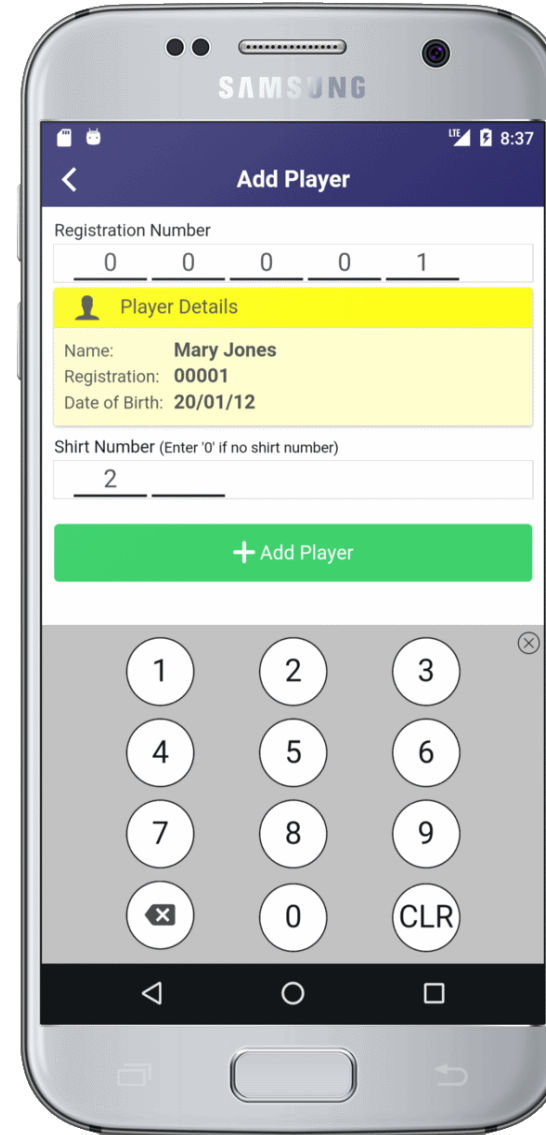 SAMSUNG
LTE 8:37
Add Player
Registration Number
0 0 0 0 1
Player Details
Name: Mary Jones
Registration: 00001
Date of Birth: 20/01/12
Shirt Number (Enter '0' if no shirt number)
2
Add Player
1 2 3
4 5 6
7 8 9
0 CLR